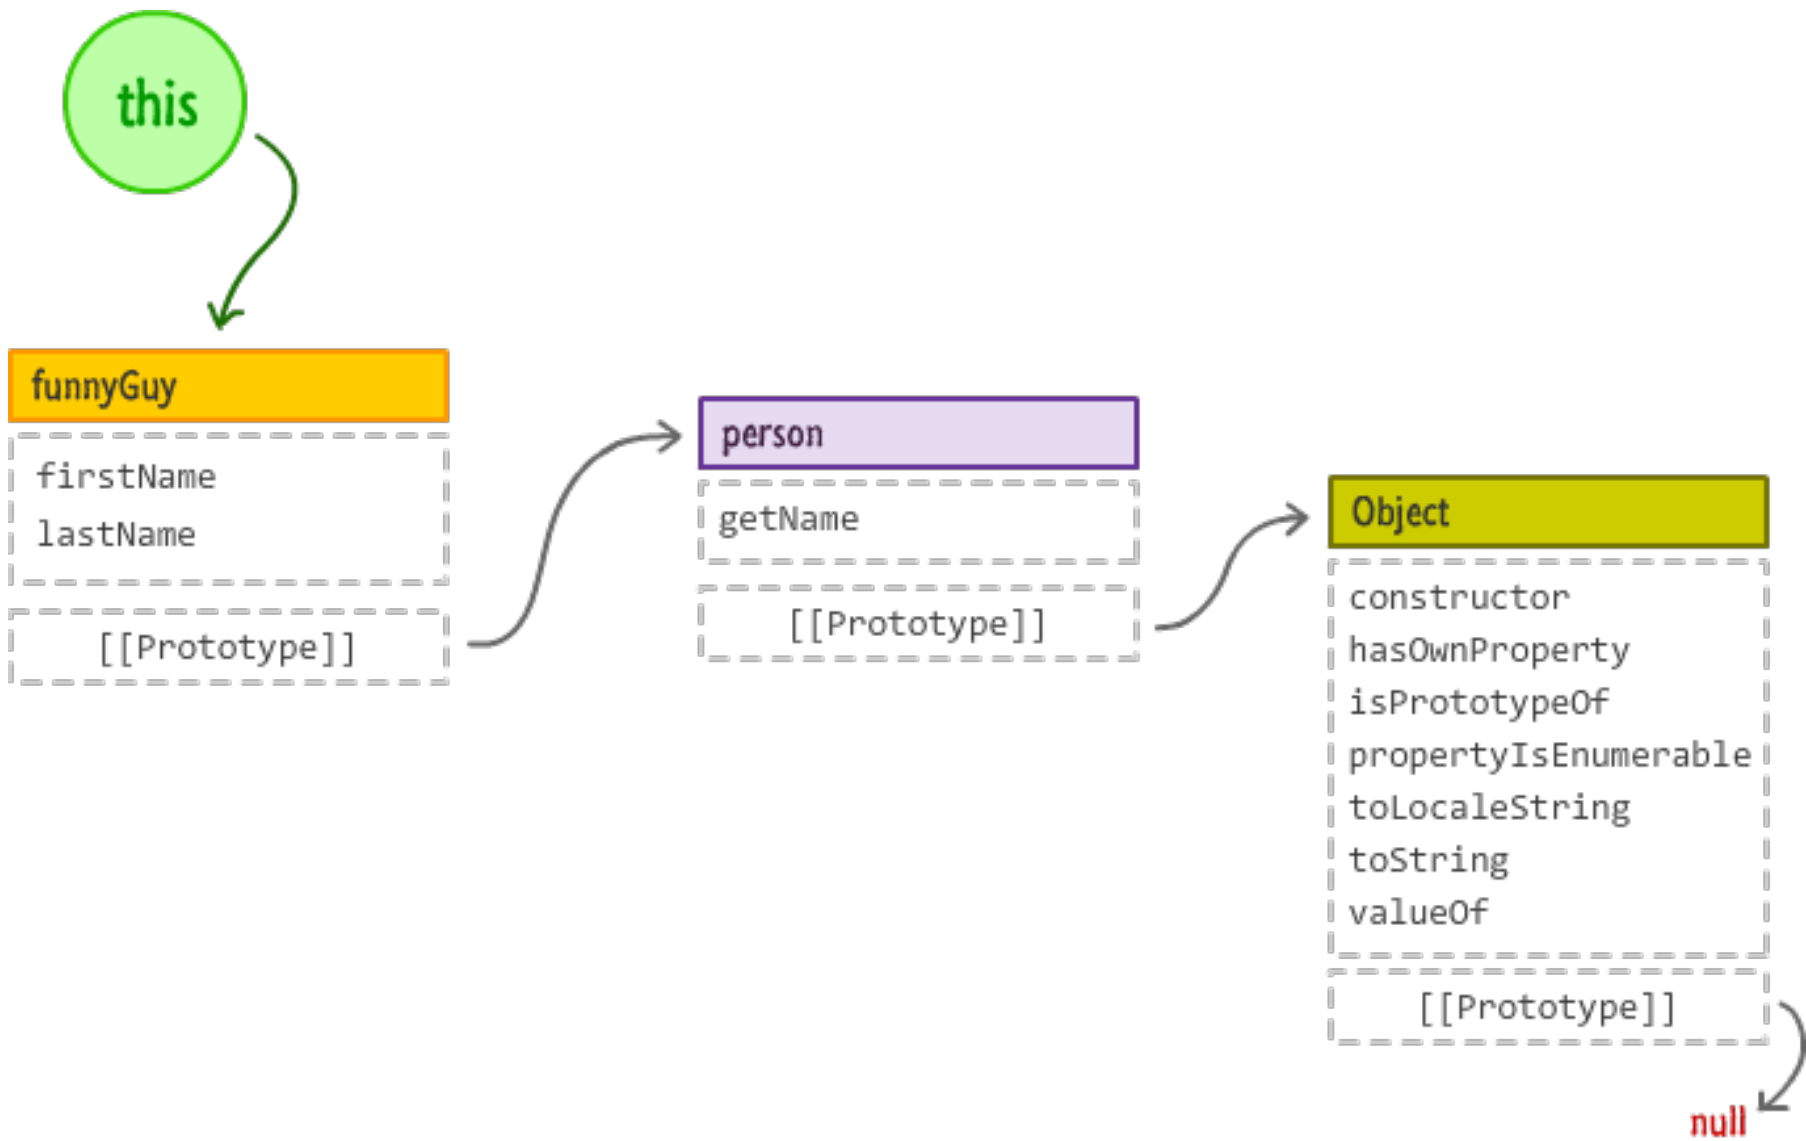 this
funnyGuy
firstName
lastName
[[Prototype]]
person
getName
[[Prototype]]
Object
constructor
hasOwnProperty
isPrototypeOf
propertyIsEnumerable
toLocaleString
toString
valueOf
[[Prototype]]
null